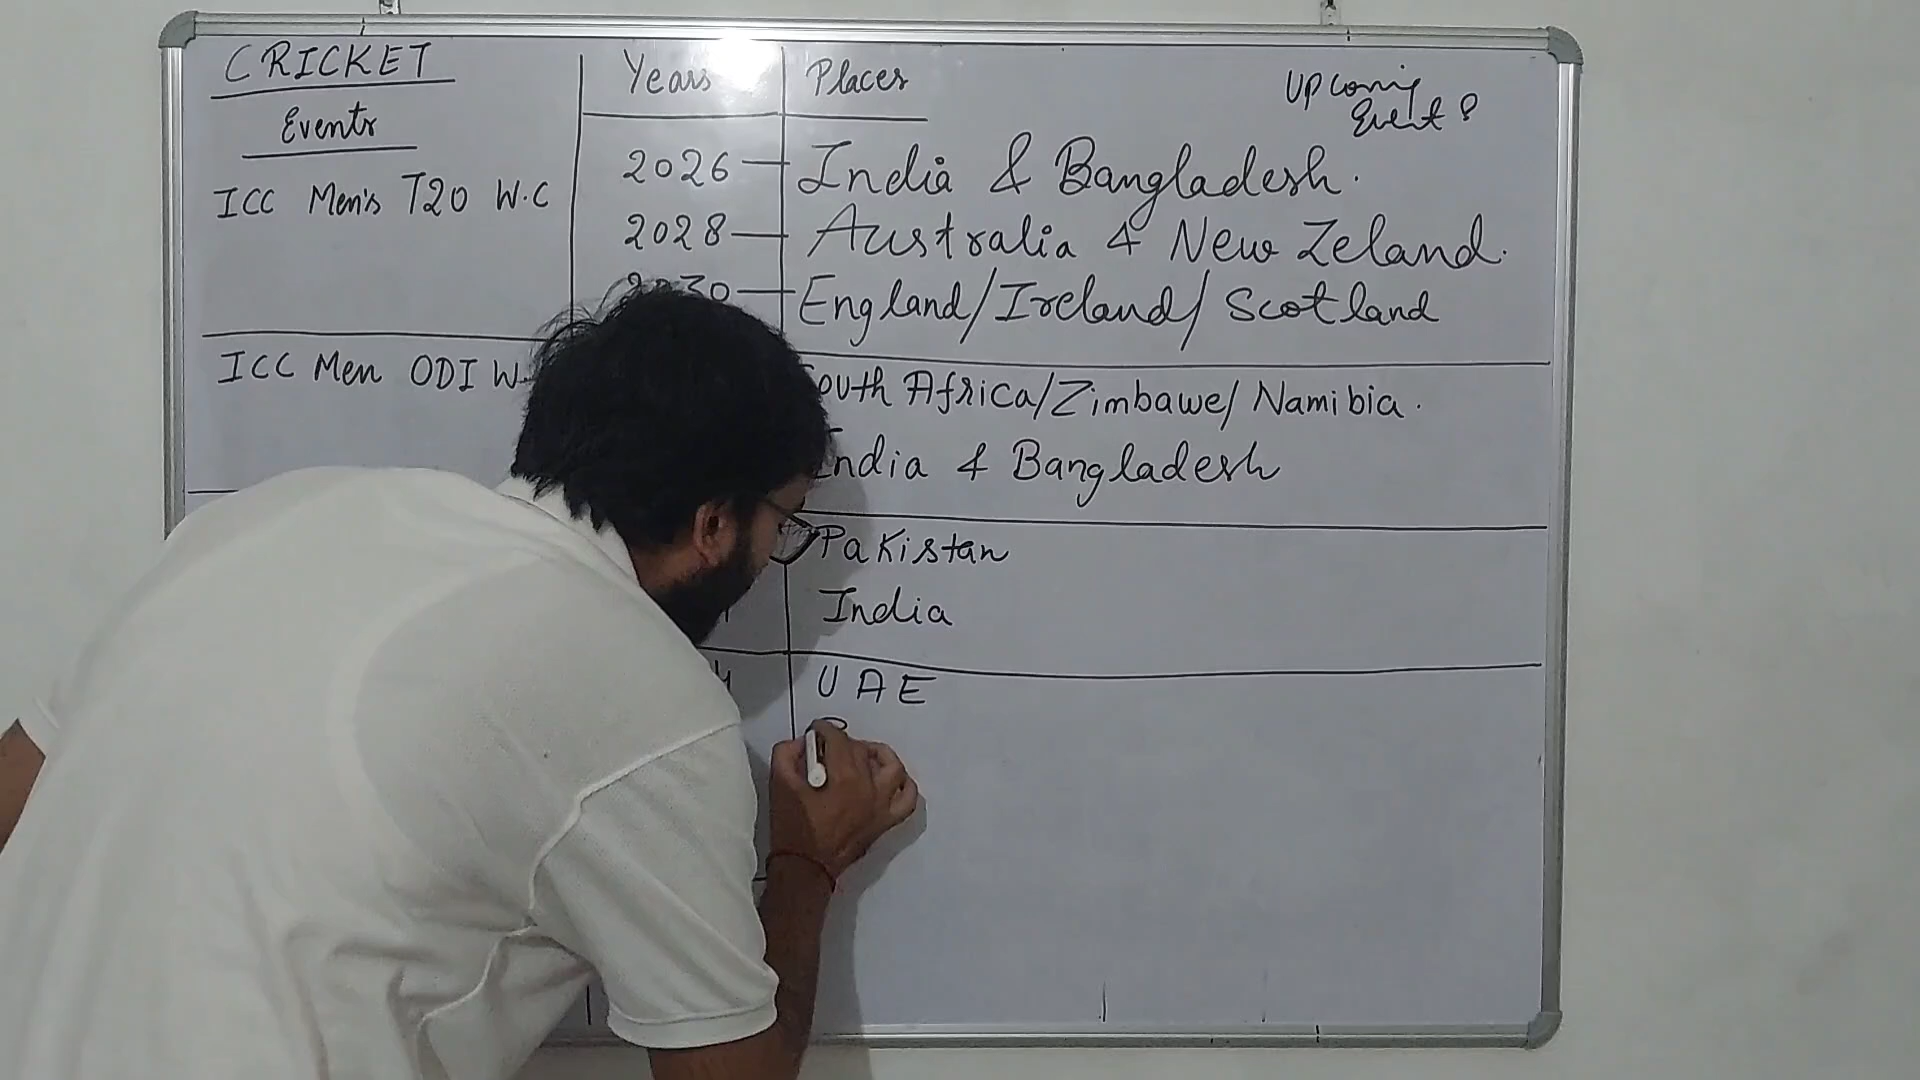 CRICKET
Events
Years
Places
Upcoming
Event
ICC Men's T20 W.C
2026 — India & Bangladesh.
2028 — Australia & New Zeland.
2030 — England/Ireland/Scotland
ICC Men ODI W.
South Africa/Zimbawe/Namibia.
India & Bangladesh
Pakistan
India
UAE